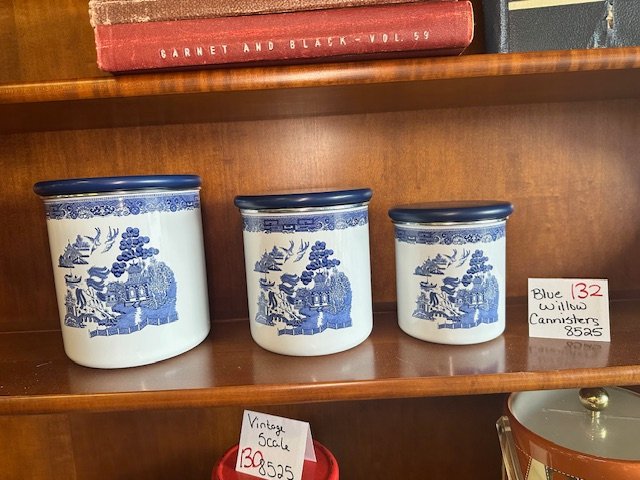 GARNET AND BLACK - VOL. 59
Blue 132
Willow
Cannisters
8525
Vintage
Scale
130 8525